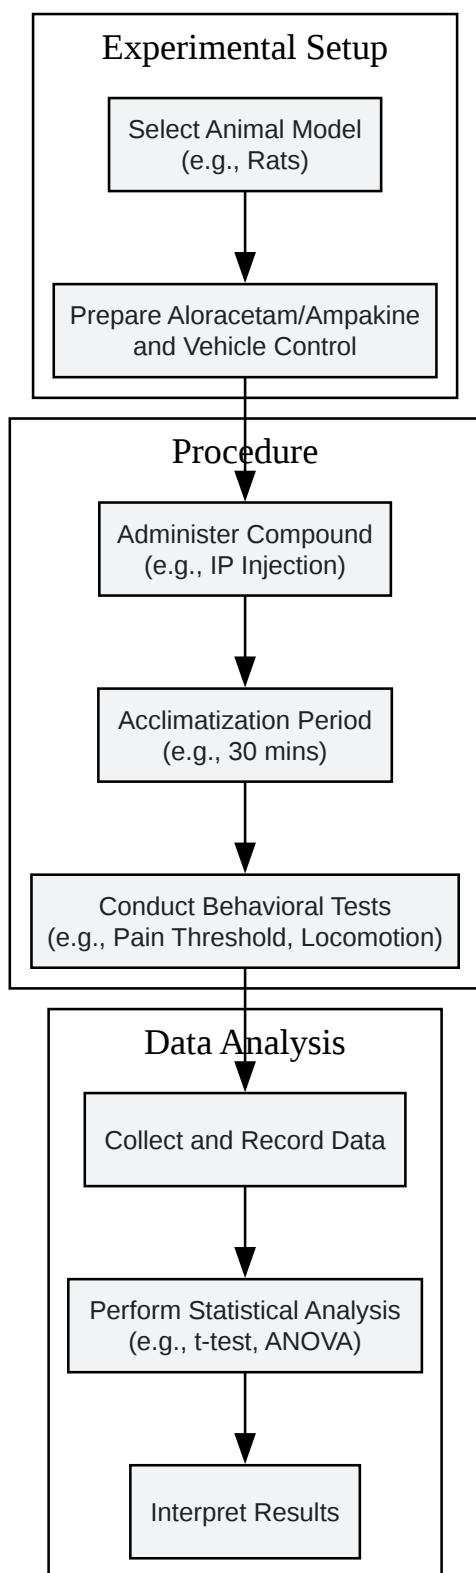 Experimental Setup
Select Animal Model
(e.g., Rats)
Prepare Aloracetam/Ampakine
and Vehicle Control
Procedure
Administer Compound
(e.g., IP Injection)
Acclimatization Period
(e.g., 30 mins)
Conduct Behavioral Tests
(e.g., Pain Threshold, Locomotion)
Data Analysis
Collect and Record Data
Perform Statistical Analysis
(e.g., t-test, ANOVA)
Interpret Results